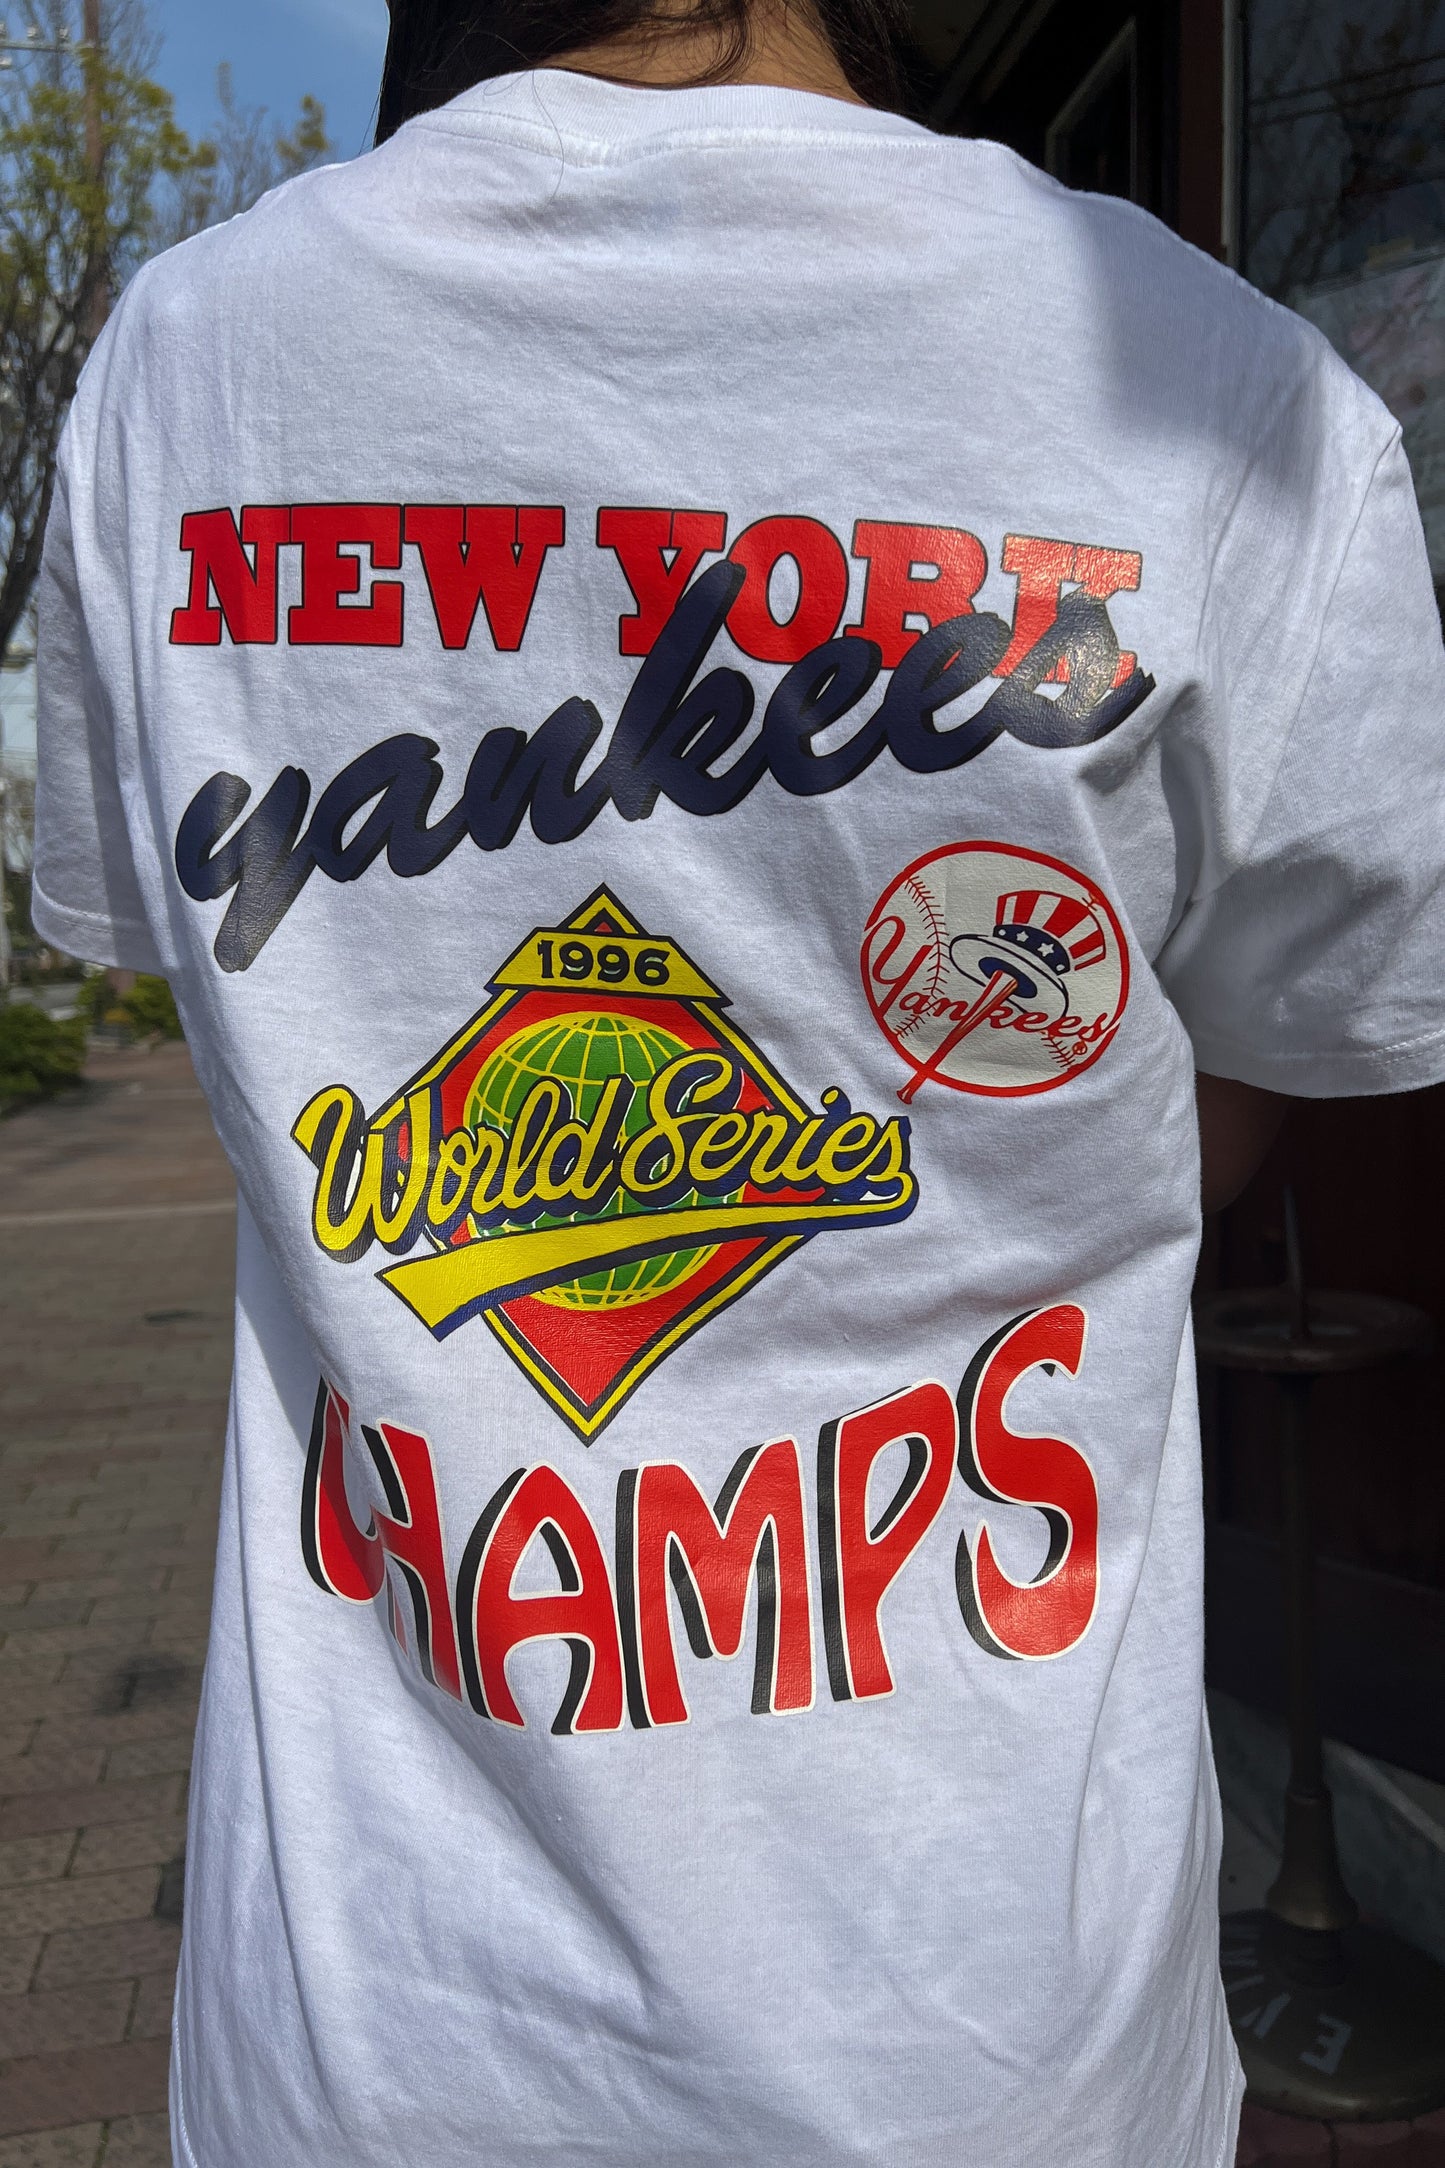 NEW YORK
yankees
Yankees
1996
World Series
CHAMPS